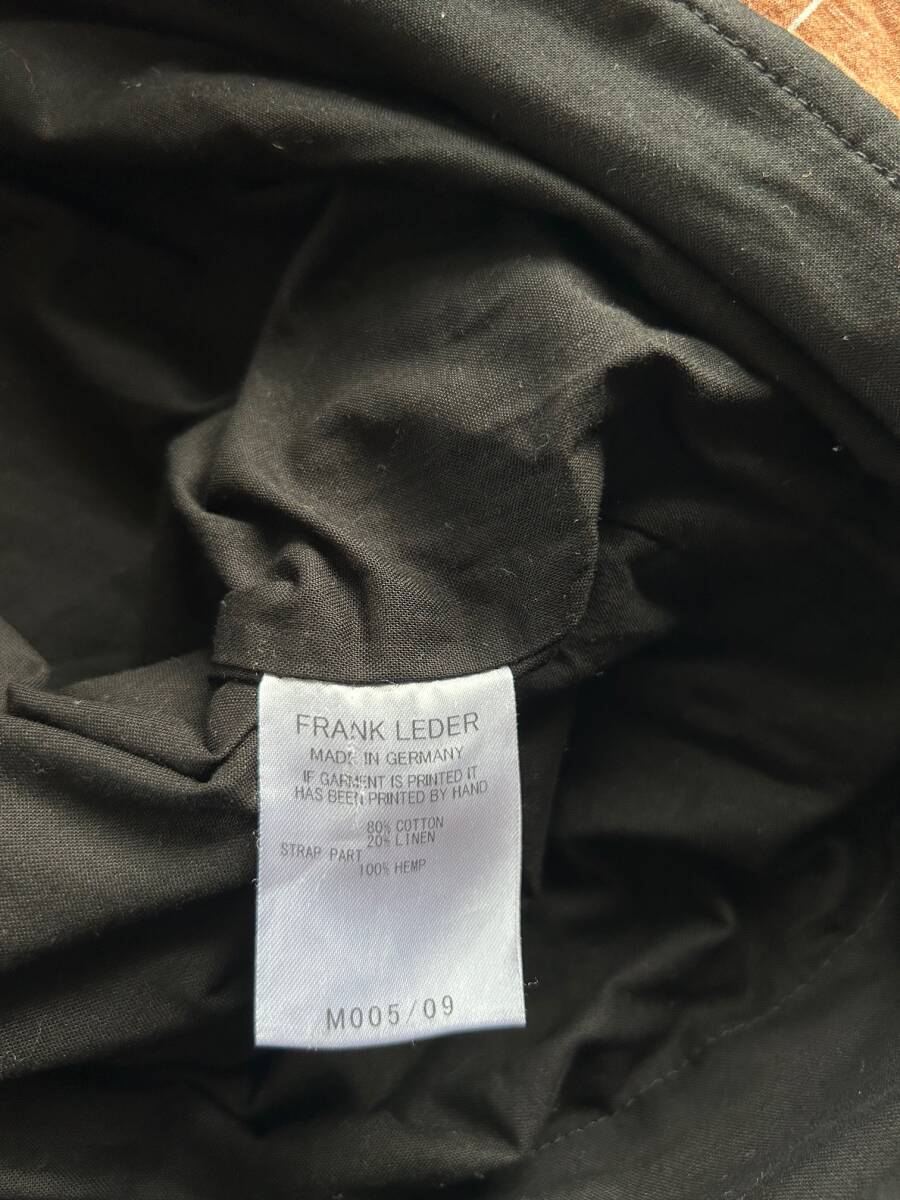 FRANK LEDER
MADE IN GERMANY
IF GARMENT IS PRINTED IT
HAS BEEN PRINTED BY HAND
80% COTTON
20% LINEN
STRAP PART
100% HEMP
M005/09